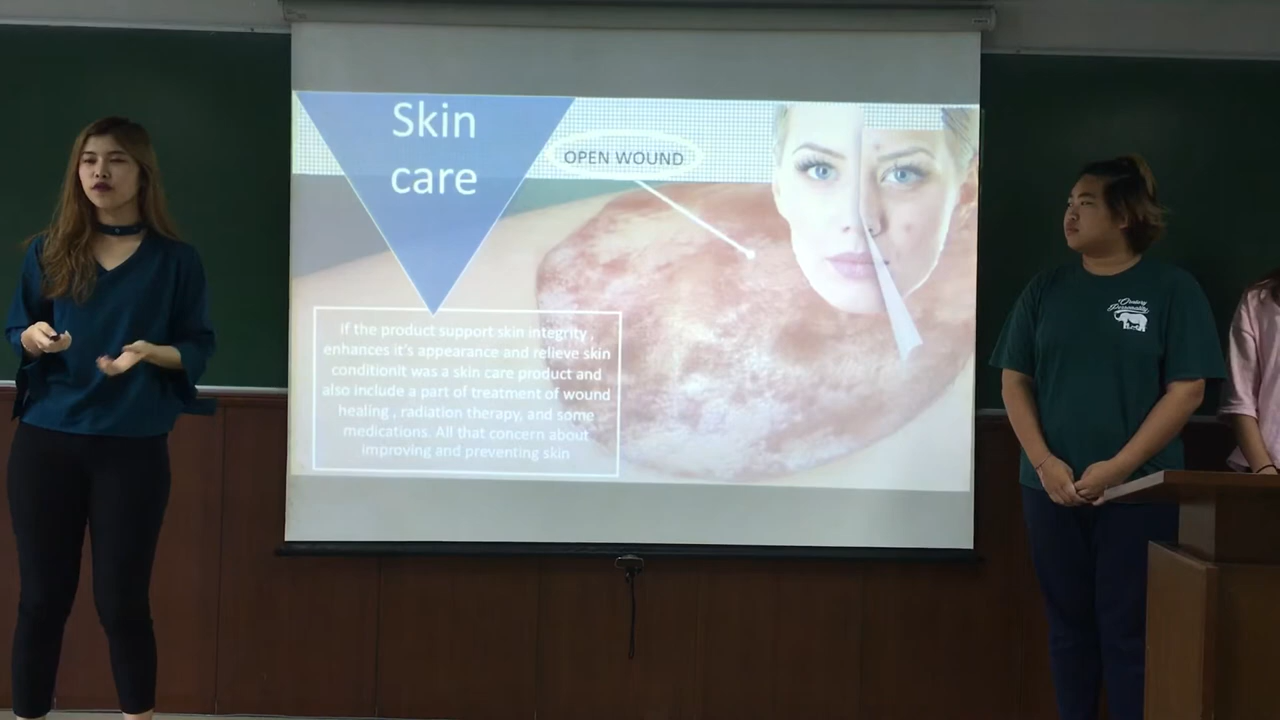 Skin
care
OPEN WOUND
If the product support skin integrity ,
enhances it's appearance and relieve skin
conditionIt was a skin care product and
also include a part of treatment of wound
healing , radiation therapy, and some
medications. All that concern about
improving and preventing skin